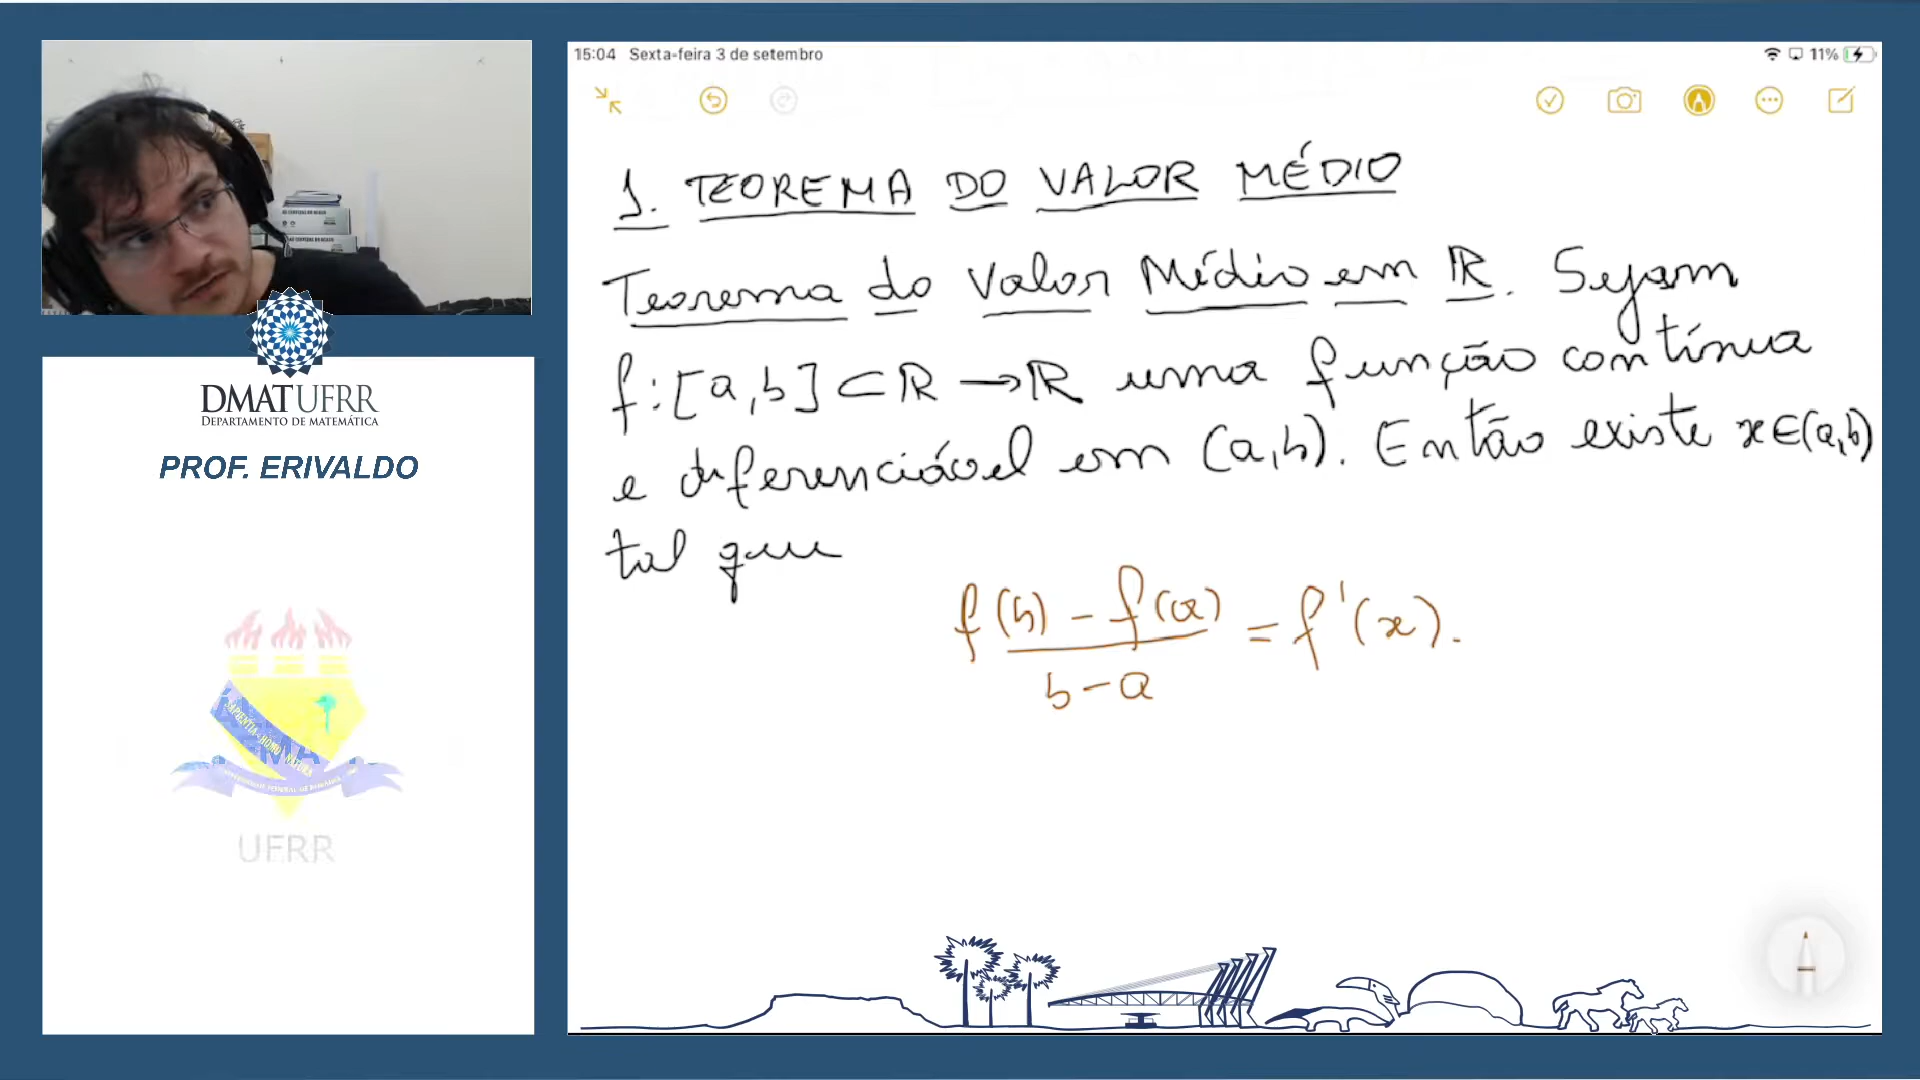 15:04 Sexta-feira 3 de setembro
11%
1. TEOREMA DO VALOR MÉDIO
Teorema do Valor Médio em ℝ. Sejam
f:[a,b]⊂ℝ→ℝ uma função contínua
e diferenciável em (a,b). Então existe x∈(a,b)
tal que
f(b) - f(a)
= f'(x).
b-a
DMATUFRR
DEPARTAMENTO DE MATEMÁTICA
PROF. ERIVALDO
UFRR